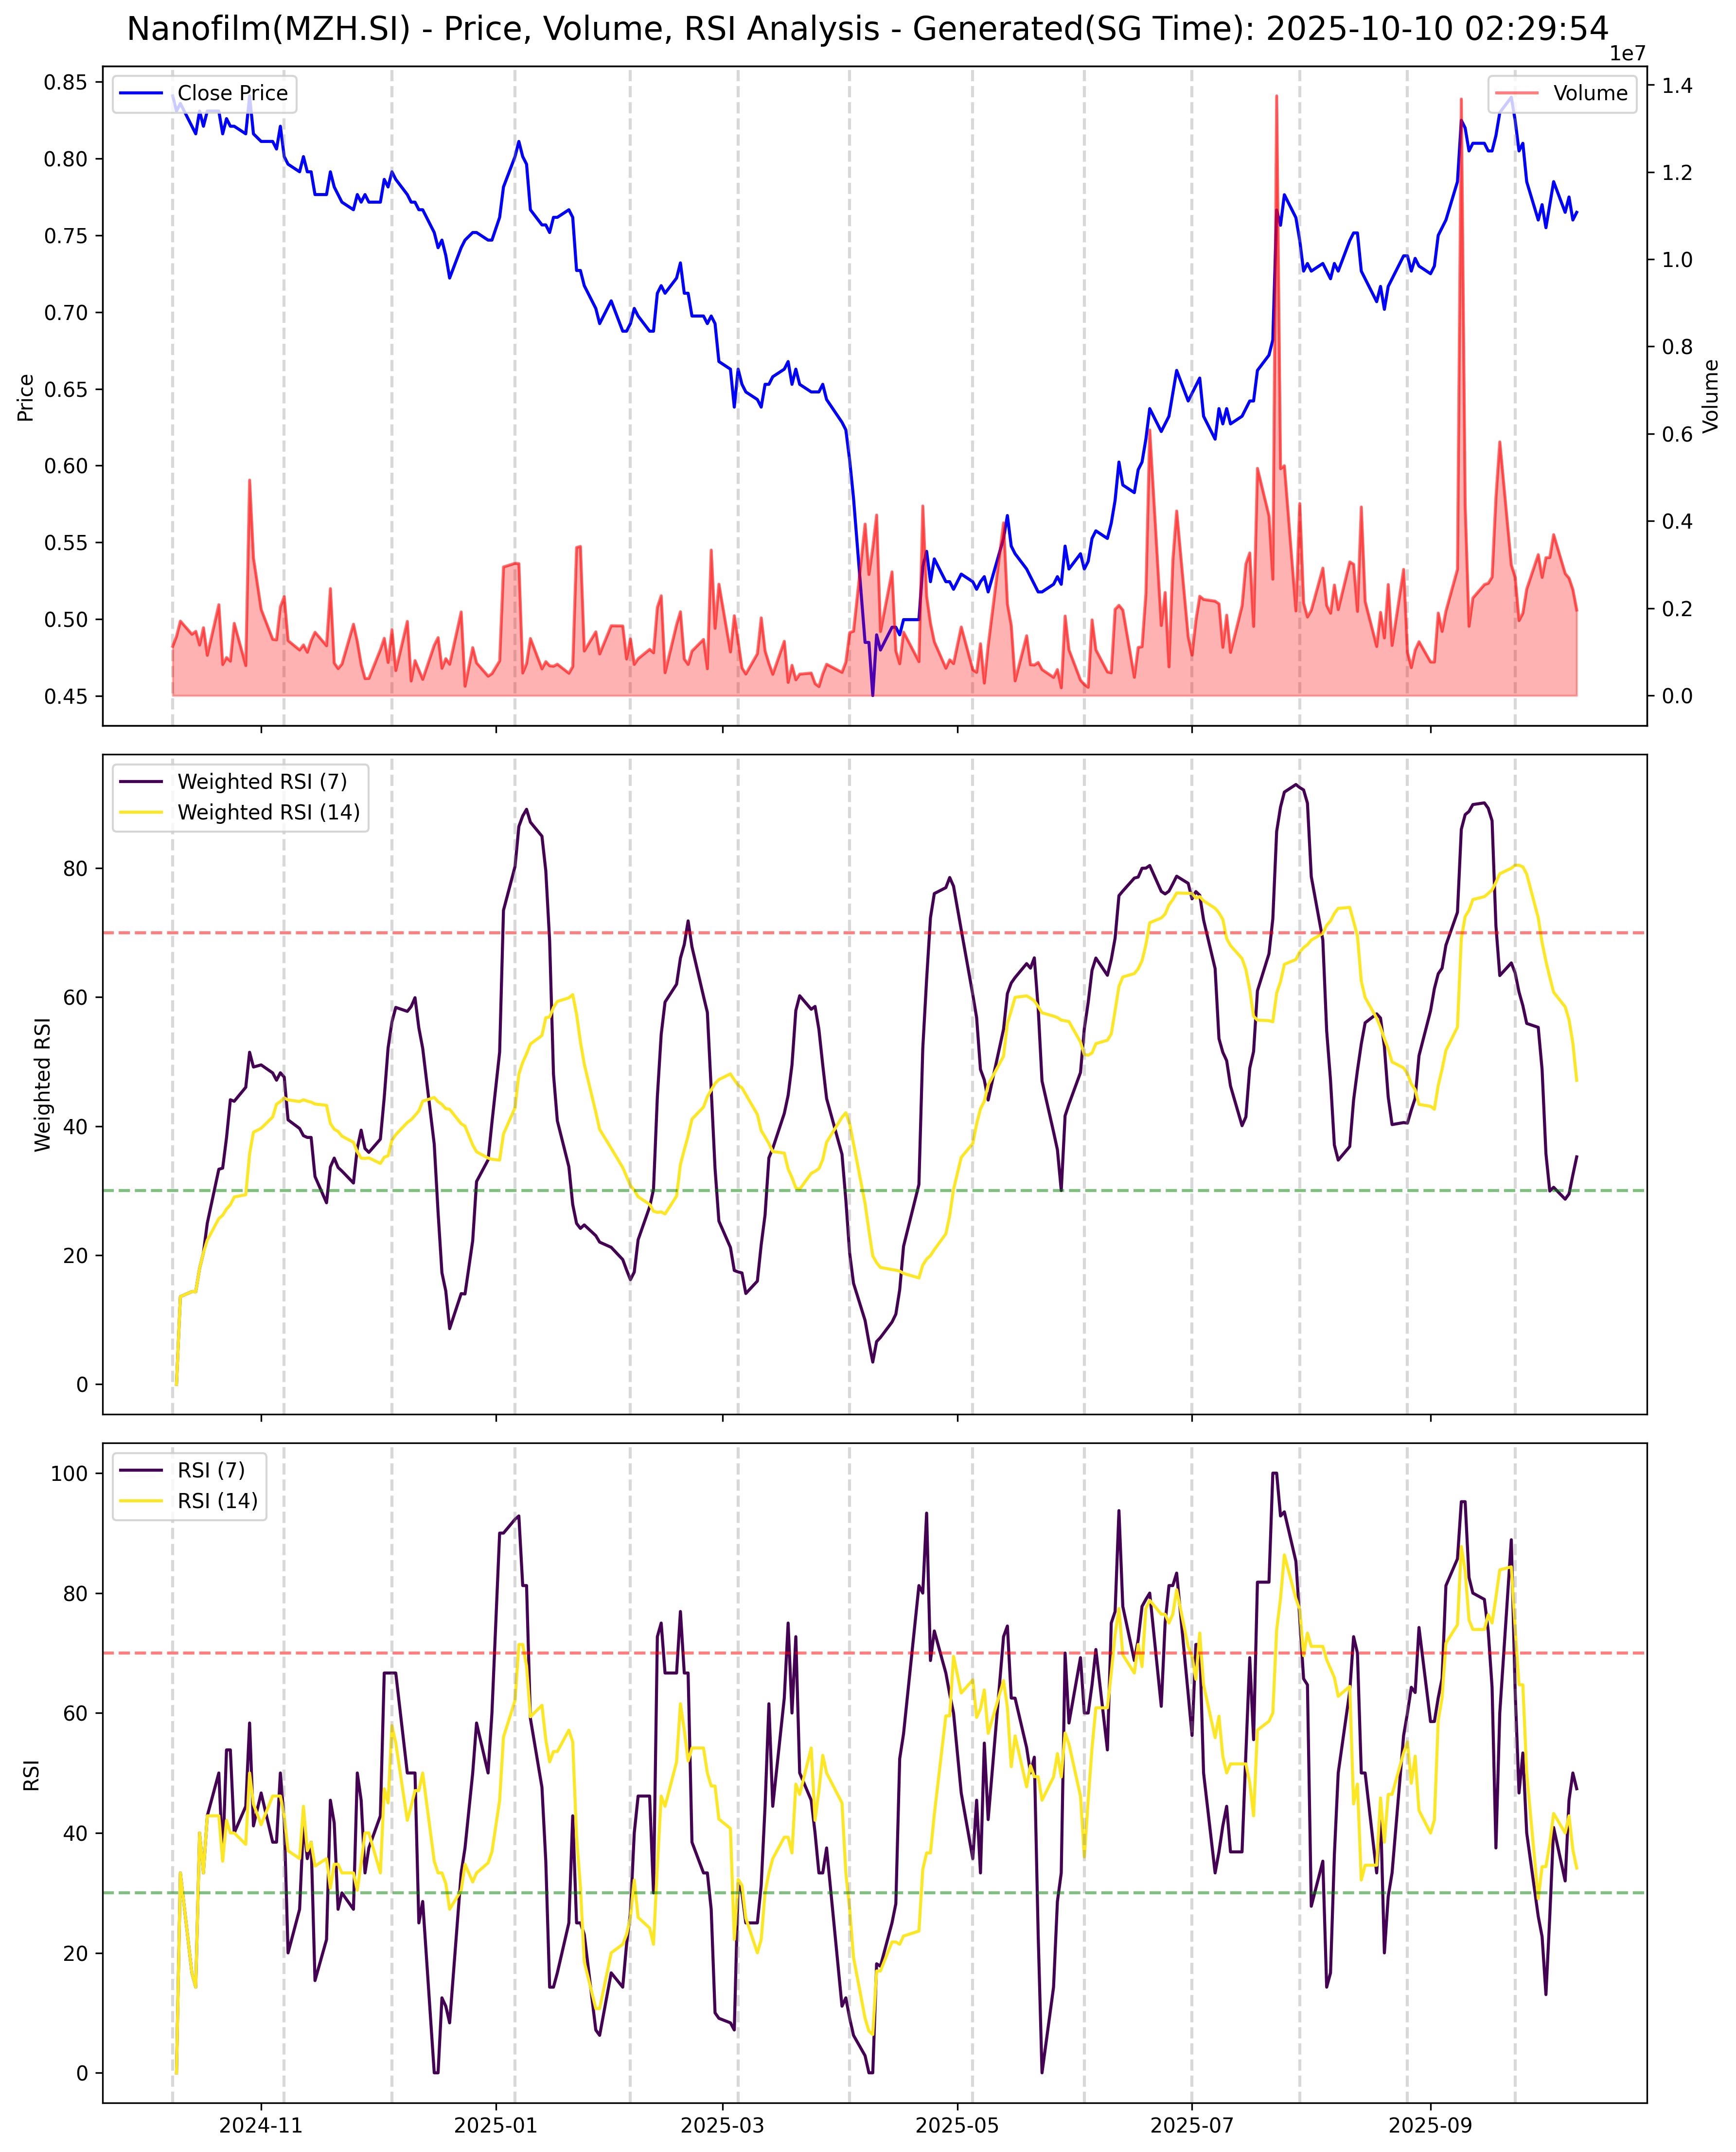 Nanofilm(MZH.SI) - Price, Volume, RSI Analysis - Generated(SG Time): 2025-10-10 02:29:54
1e7
Close Price
Volume
0.85
0.80
0.75
0.70
0.65
0.60
0.55
0.50
0.45
Price
1.4
1.2
1.0
0.8
0.6
0.4
0.2
0.0
Volume
Weighted RSI (7)
Weighted RSI (14)
80
60
40
20
0
Weighted RSI
RSI (7)
RSI (14)
100
80
60
40
20
0
RSI
2024-11
2025-01
2025-03
2025-05
2025-07
2025-09